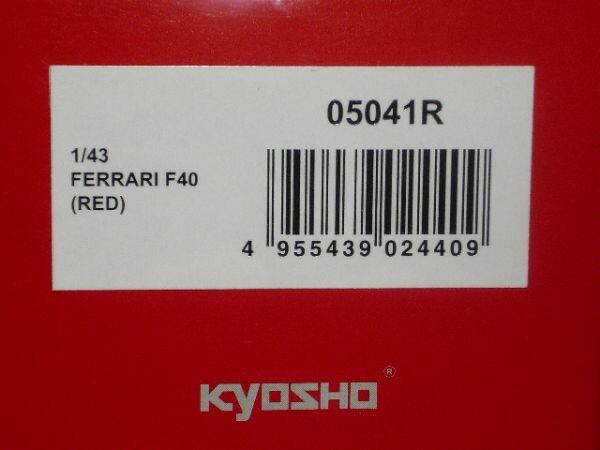 05041R
1/43
FERRARI F40
(RED)
4 955439 024409
KYOSHO®